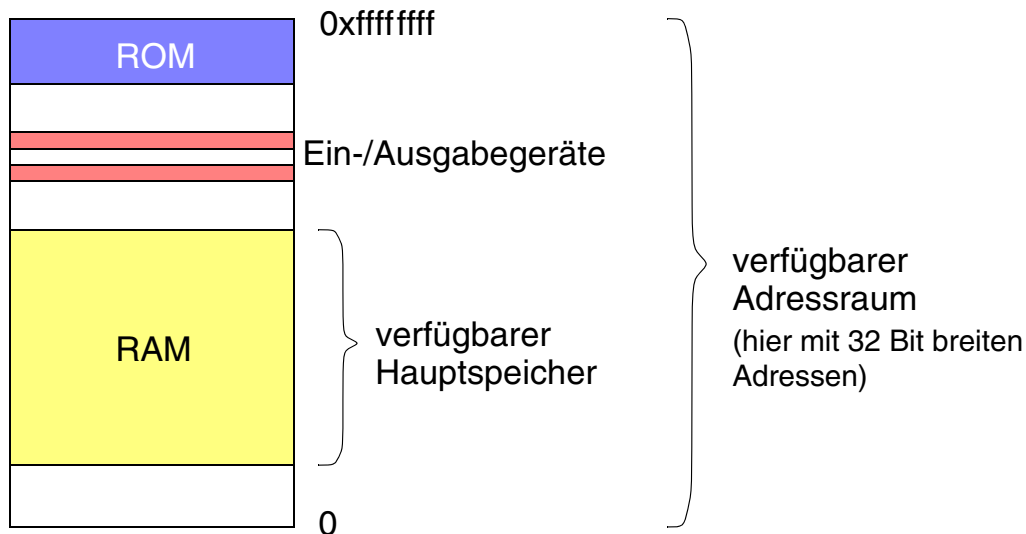 0xffffffff
ROM
Ein-/Ausgabegeräte
verfügbarer
Adressraum
(hier mit 32 Bit breiten
Adressen)
verfügbarer
Hauptspeicher
RAM
0